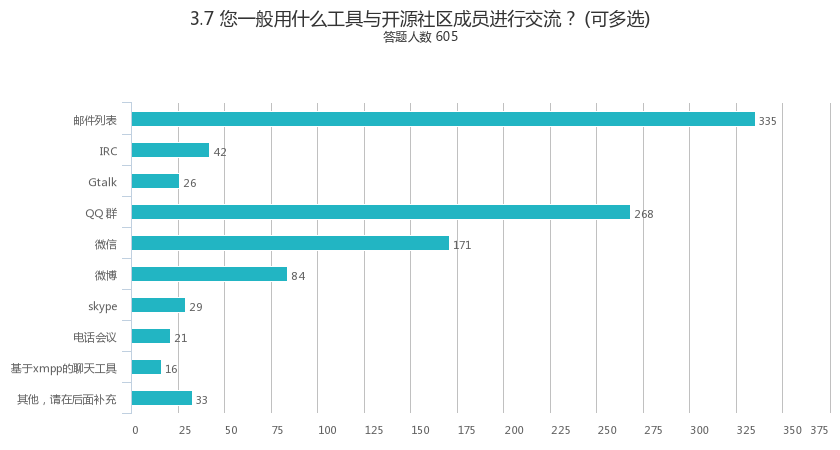 3.7 您一般用什么工具与开源社区成员进行交流？ (可多选)
答题人数 605
邮件列表 335
IRC 42
Gtalk 26
QQ 群 268
微信 171
微博 84
skype 29
电话会议 21
基于xmpp的聊天工具 16
其他，请在后面补充 33
0 25 50 75 100 125 150 175 200 225 250 275 300 325 350 375